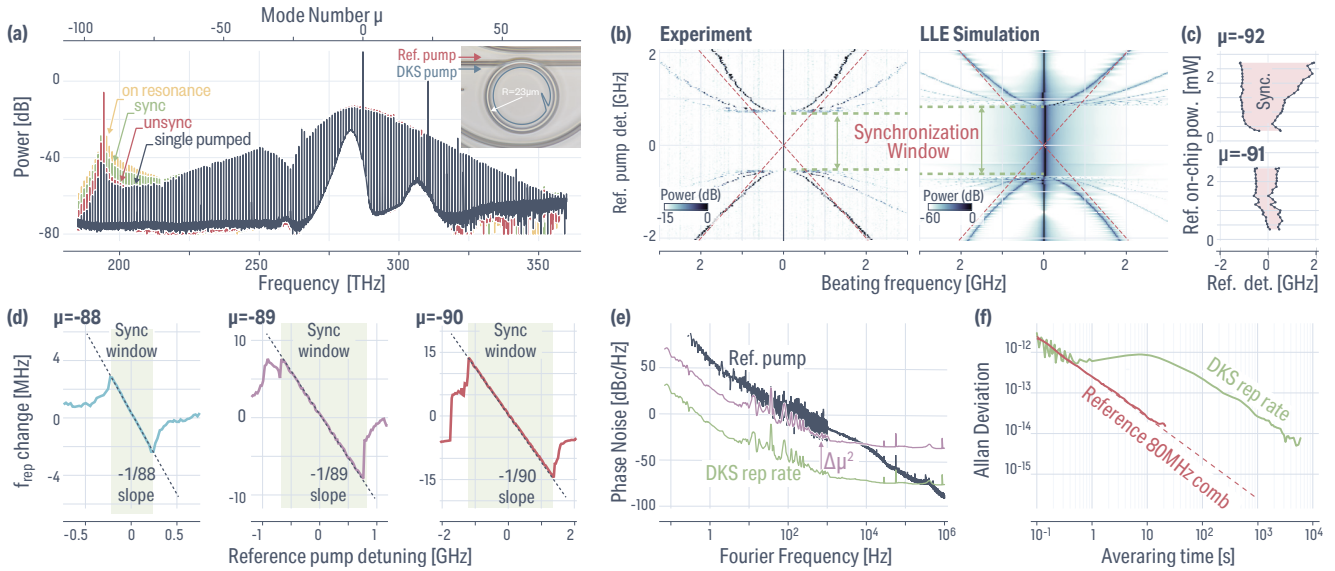 Mode Number μ
(a)
-100
-50
0
50
Power [dB]
0
-40
-80
on resonance
sync
unsync
single pumped
Ref. pump
DKS pump
R=23μm
200
250
300
350
Frequency [THz]
(b) Experiment
LLE Simulation
Ref. pump det. [GHz]
2
0
-2
Synchronization
Window
Power (dB)
-15 0
Power (dB)
-60 0
2 0 2
2 0 2
Beating frequency [GHz]
(c)
μ=-92
Sync.
μ=-91
Ref. on-chip pow. [mW]
2
0
2
0
-2 0 2
Ref. det. [GHz]
(d)
μ=-88
Sync
window
-1/88
slope
frep change [MHz]
4
0
-4
-0.5 0 0.5
μ=-89
Sync
window
-1/89
slope
10
0
-10
-1 0 1
μ=-90
Sync
window
-1/90
slope
15
0
-15
-2 -1 0 1 2
Reference pump detuning [GHz]
(e)
Phase Noise [dBc/Hz]
50
0
-50
-100
Ref. pump
DKS rep rate
Δμ²
1 10² 10⁴ 10⁶
Fourier Frequency [Hz]
(f)
Allan Deviation
10⁻¹²
10⁻¹³
10⁻¹⁴
10⁻¹⁵
DKS rep rate
Reference 80MHz comb
10⁻¹ 1 10¹ 10² 10³ 10⁴
Averaring time [s]